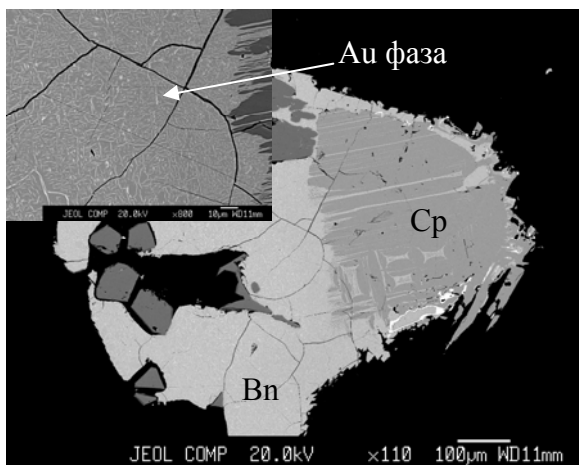 Au фаза
JEOL COMP 20.0kV ×800 10µm WD11mm
Cp
Bn
JEOL COMP 20.0kV ×110 100µm WD11mm